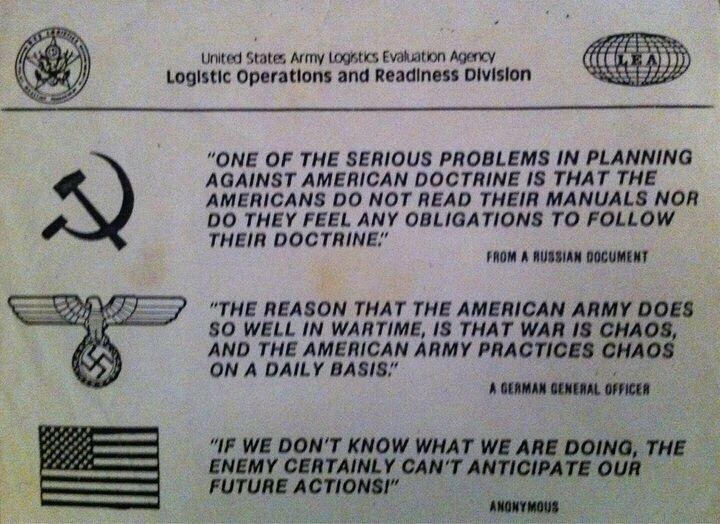 United States Army Logistics Evaluation Agency
Logistic Operations and Readiness Division
LEA
"ONE OF THE SERIOUS PROBLEMS IN PLANNING
AGAINST AMERICAN DOCTRINE IS THAT THE
AMERICANS DO NOT READ THEIR MANUALS NOR
DO THEY FEEL ANY OBLIGATIONS TO FOLLOW
THEIR DOCTRINE."
FROM A RUSSIAN DOCUMENT
"THE REASON THAT THE AMERICAN ARMY DOES
SO WELL IN WARTIME, IS THAT WAR IS CHAOS,
AND THE AMERICAN ARMY PRACTICES CHAOS
ON A DAILY BASIS."
A GERMAN GENERAL OFFICER
"IF WE DON'T KNOW WHAT WE ARE DOING, THE
ENEMY CERTAINLY CAN'T ANTICIPATE OUR
FUTURE ACTIONS!"
ANONYMOUS